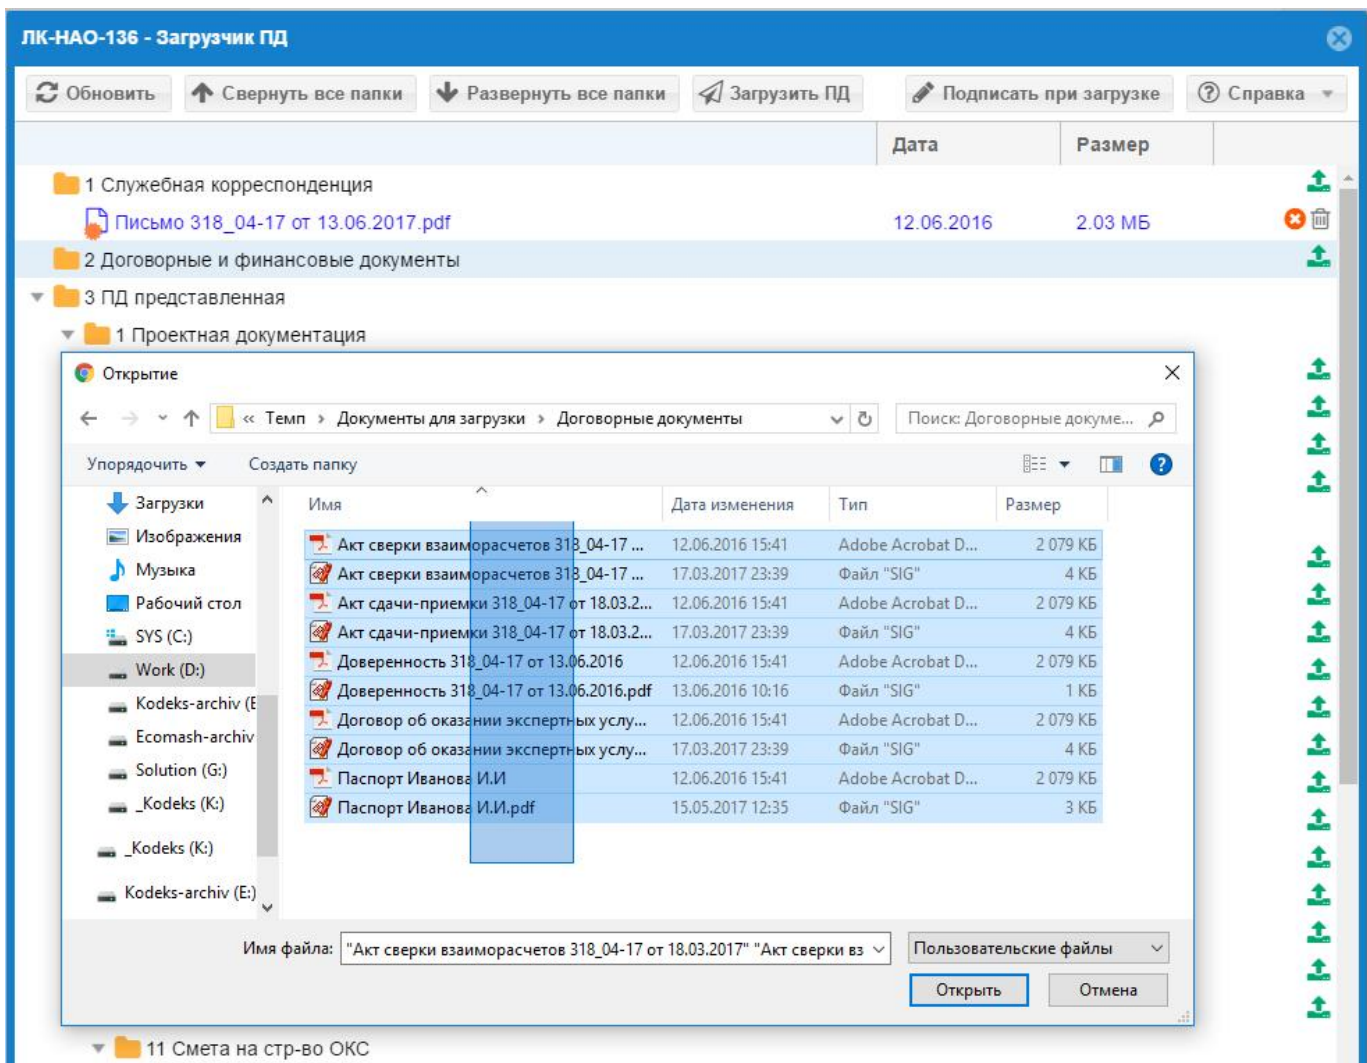 ЛК-НАО-136 - Загрузчик ПД
Обновить Свернуть все папки Развернуть все папки Загрузить ПД Подписать при загрузке Справка
Дата Размер
1 Служебная корреспонденция
Письмо 318_04-17 от 13.06.2017.pdf 12.06.2016 2.03 МБ
2 Договорные и финансовые документы
3 ПД представленная
1 Проектная документация
Открытие
« Темп › Документы для загрузки › Договорные документы Поиск: Договорные докуме...
Упорядочить Создать папку
Имя Дата изменения Тип Размер
Загрузки
Изображения
Музыка
Рабочий стол
SYS (C:)
Work (D:)
Kodeks-archiv (E
Ecomash-archiv
Solution (G:)
_Kodeks (K:)
_Kodeks (K:)
Kodeks-archiv (E:)
Акт сверки взаиморасчетов 318_04-17 ... 12.06.2016 15:41 Adobe Acrobat D... 2 079 КБ
Акт сверки взаиморасчетов 318_04-17 ... 17.03.2017 23:39 Файл "SIG" 4 КБ
Акт сдачи-приемки 318_04-17 от 18.03.2... 12.06.2016 15:41 Adobe Acrobat D... 2 079 КБ
Акт сдачи-приемки 318_04-17 от 18.03.2... 17.03.2017 23:39 Файл "SIG" 4 КБ
Доверенность 318_04-17 от 13.06.2016 12.06.2016 15:41 Adobe Acrobat D... 2 079 КБ
Доверенность 318_04-17 от 13.06.2016.pdf 13.06.2016 10:16 Файл "SIG" 1 КБ
Договор об оказании экспертных услу... 12.06.2016 15:41 Adobe Acrobat D... 2 079 КБ
Договор об оказании экспертных услу... 17.03.2017 23:39 Файл "SIG" 4 КБ
Паспорт Иванова И.И 12.06.2016 15:41 Adobe Acrobat D... 2 079 КБ
Паспорт Иванова И.И.pdf 15.05.2017 12:35 Файл "SIG" 3 КБ
Имя файла: "Акт сверки взаиморасчетов 318_04-17 от 18.03.2017" "Акт сверки вз Пользовательские файлы
Открыть Отмена
11 Смета на стр-во ОКС